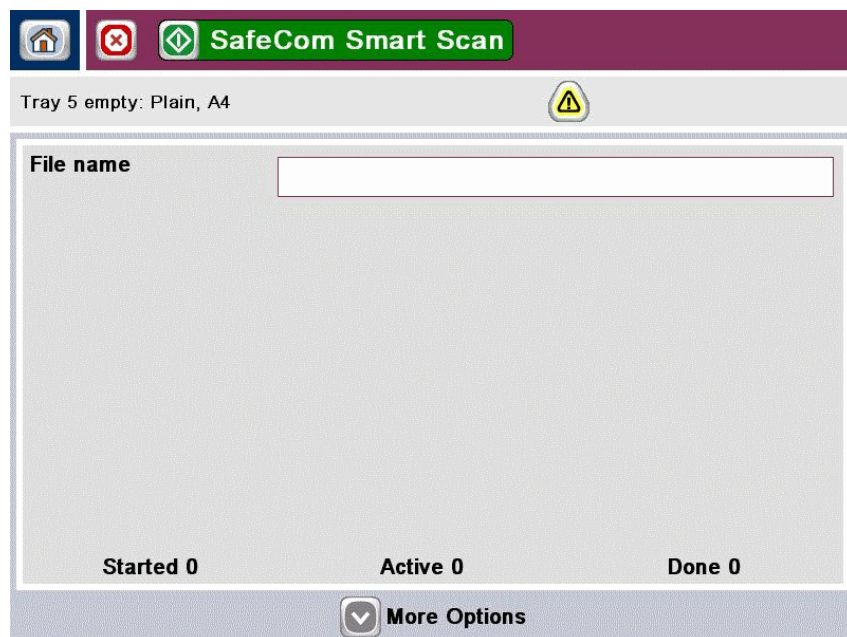 SafeCom Smart Scan
Tray 5 empty: Plain, A4
File name
Started 0 Active 0 Done 0
More Options